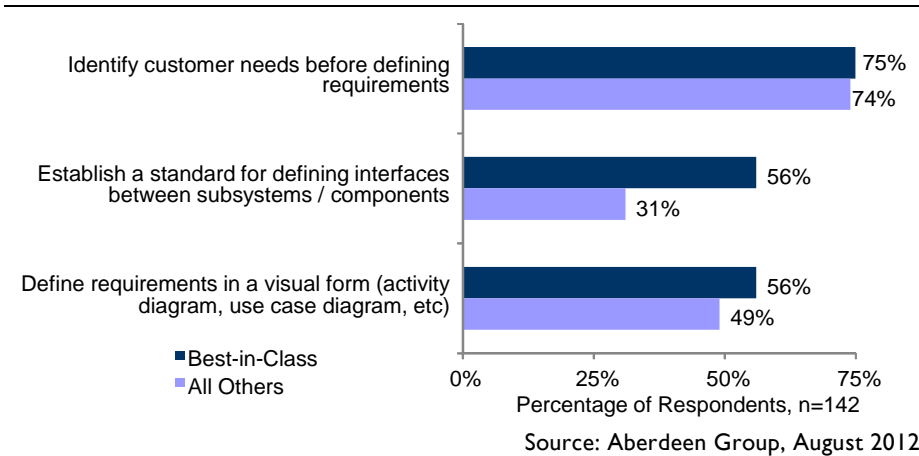 Identify customer needs before defining
requirements
75%
74%
Establish a standard for defining interfaces
between subsystems / components
56%
31%
Define requirements in a visual form (activity
diagram, use case diagram, etc)
56%
49%
Best-in-Class
All Others
0% 25% 50% 75%
Percentage of Respondents, n=142
Source: Aberdeen Group, August 2012